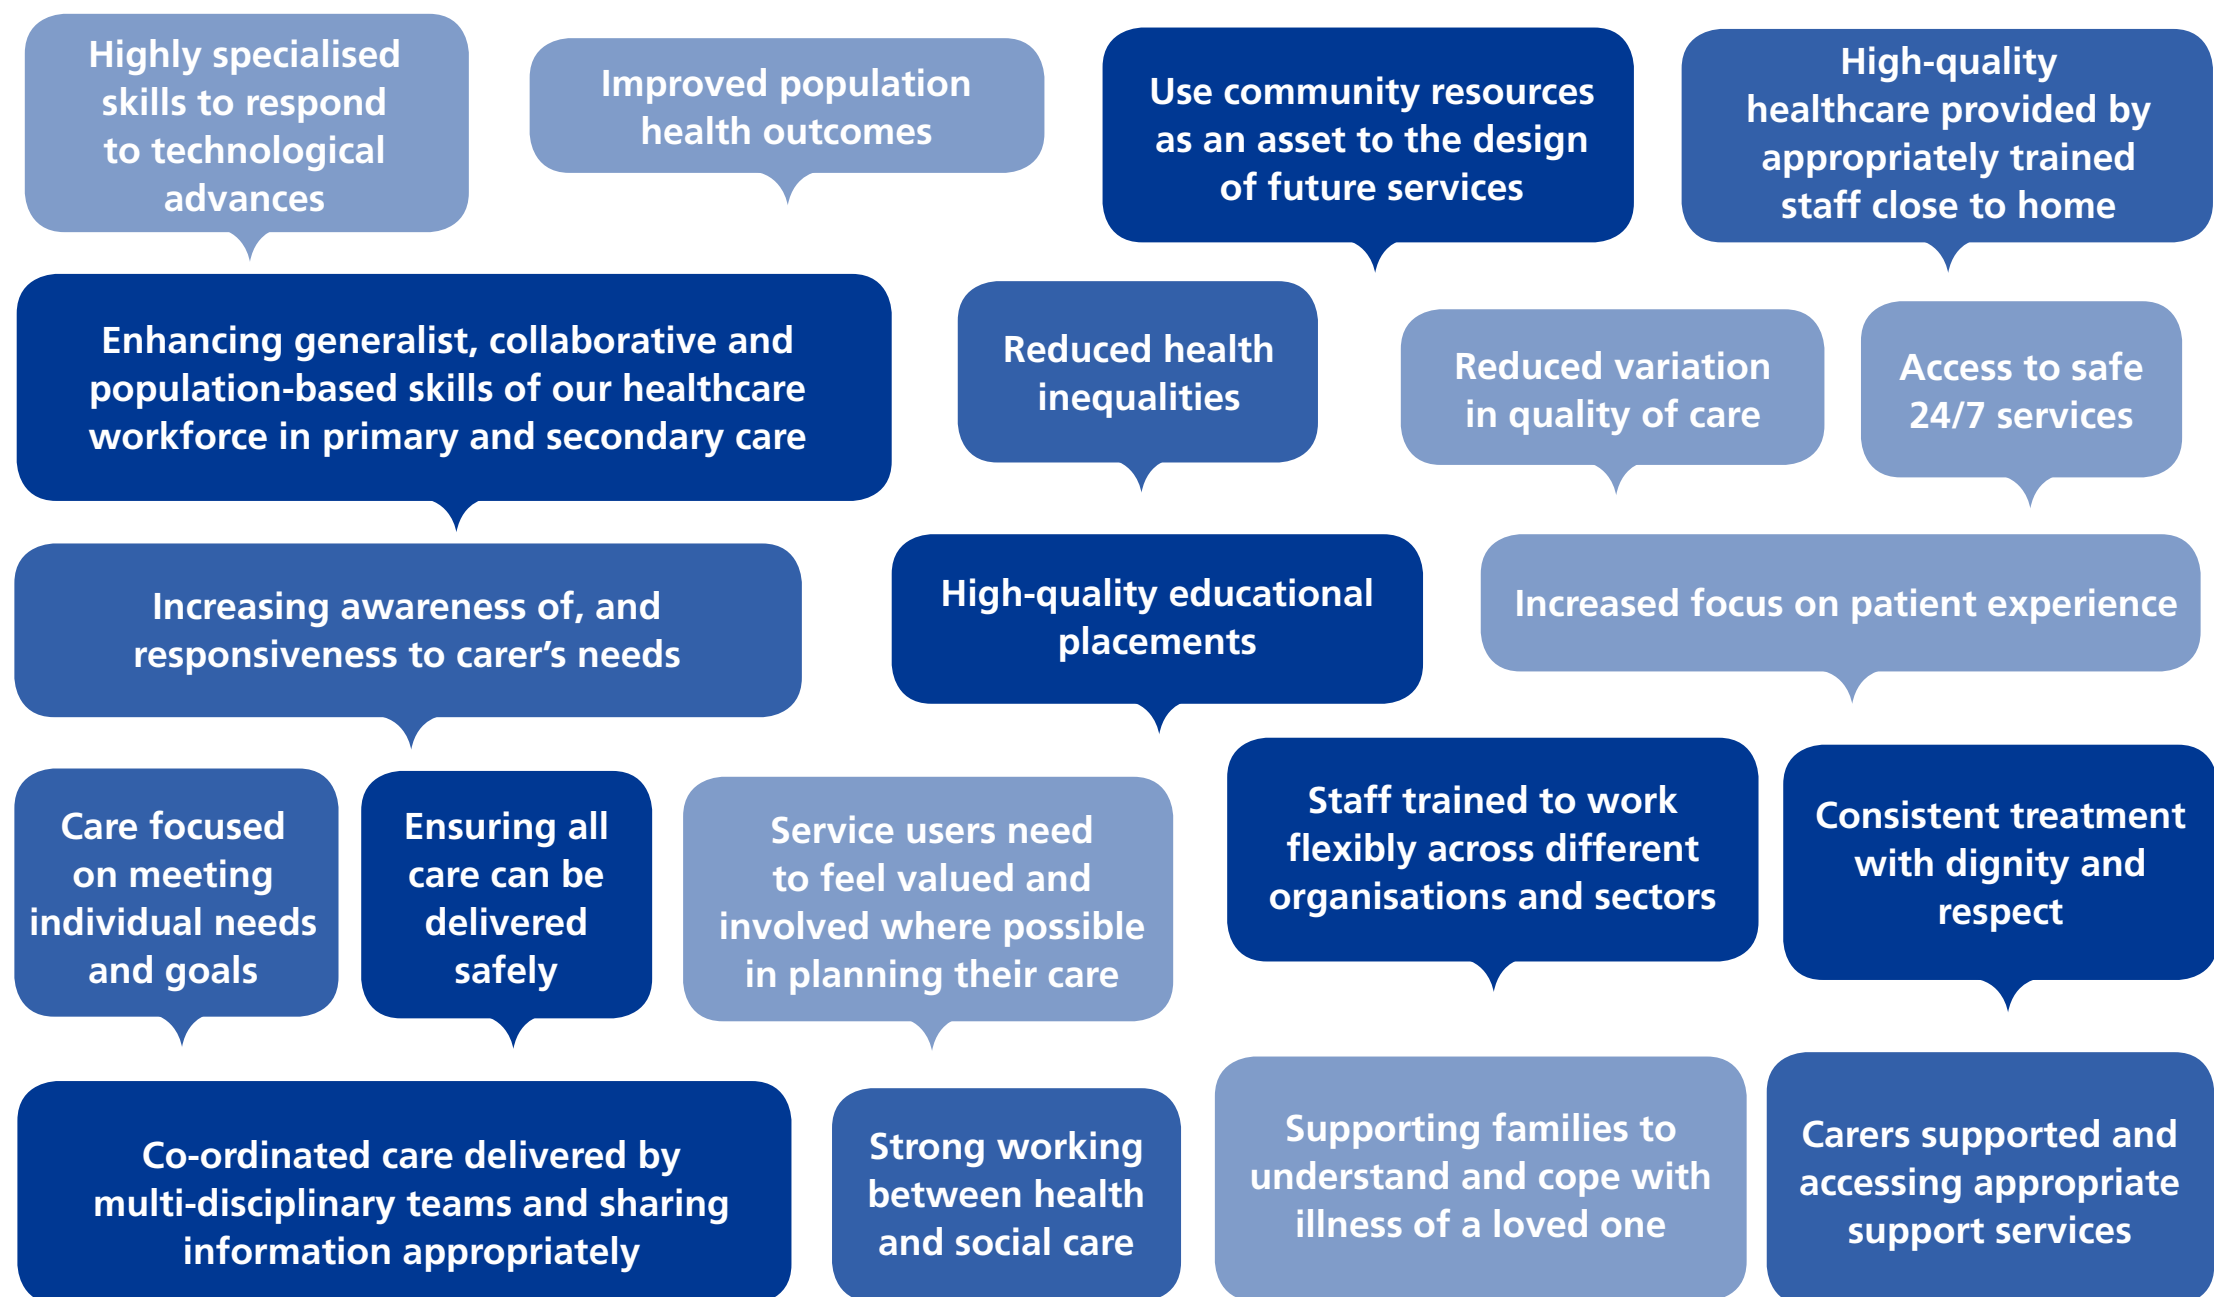 Highly specialised
skills to respond
to technological
advances
Improved population
health outcomes
Use community resources
as an asset to the design
of future services
High-quality
healthcare provided by
appropriately trained
staff close to home
Enhancing generalist, collaborative and
population-based skills of our healthcare
workforce in primary and secondary care
Reduced health
inequalities
Reduced variation
in quality of care
Access to safe
24/7 services
Increasing awareness of, and
responsiveness to carer’s needs
High-quality educational
placements
Increased focus on patient experience
Care focused
on meeting
individual needs
and goals
Ensuring all
care can be
delivered
safely
Service users need
to feel valued and
involved where possible
in planning their care
Staff trained to work
flexibly across different
organisations and sectors
Consistent treatment
with dignity and
respect
Co-ordinated care delivered by
multi-disciplinary teams and sharing
information appropriately
Strong working
between health
and social care
Supporting families to
understand and cope with
illness of a loved one
Carers supported and
accessing appropriate
support services